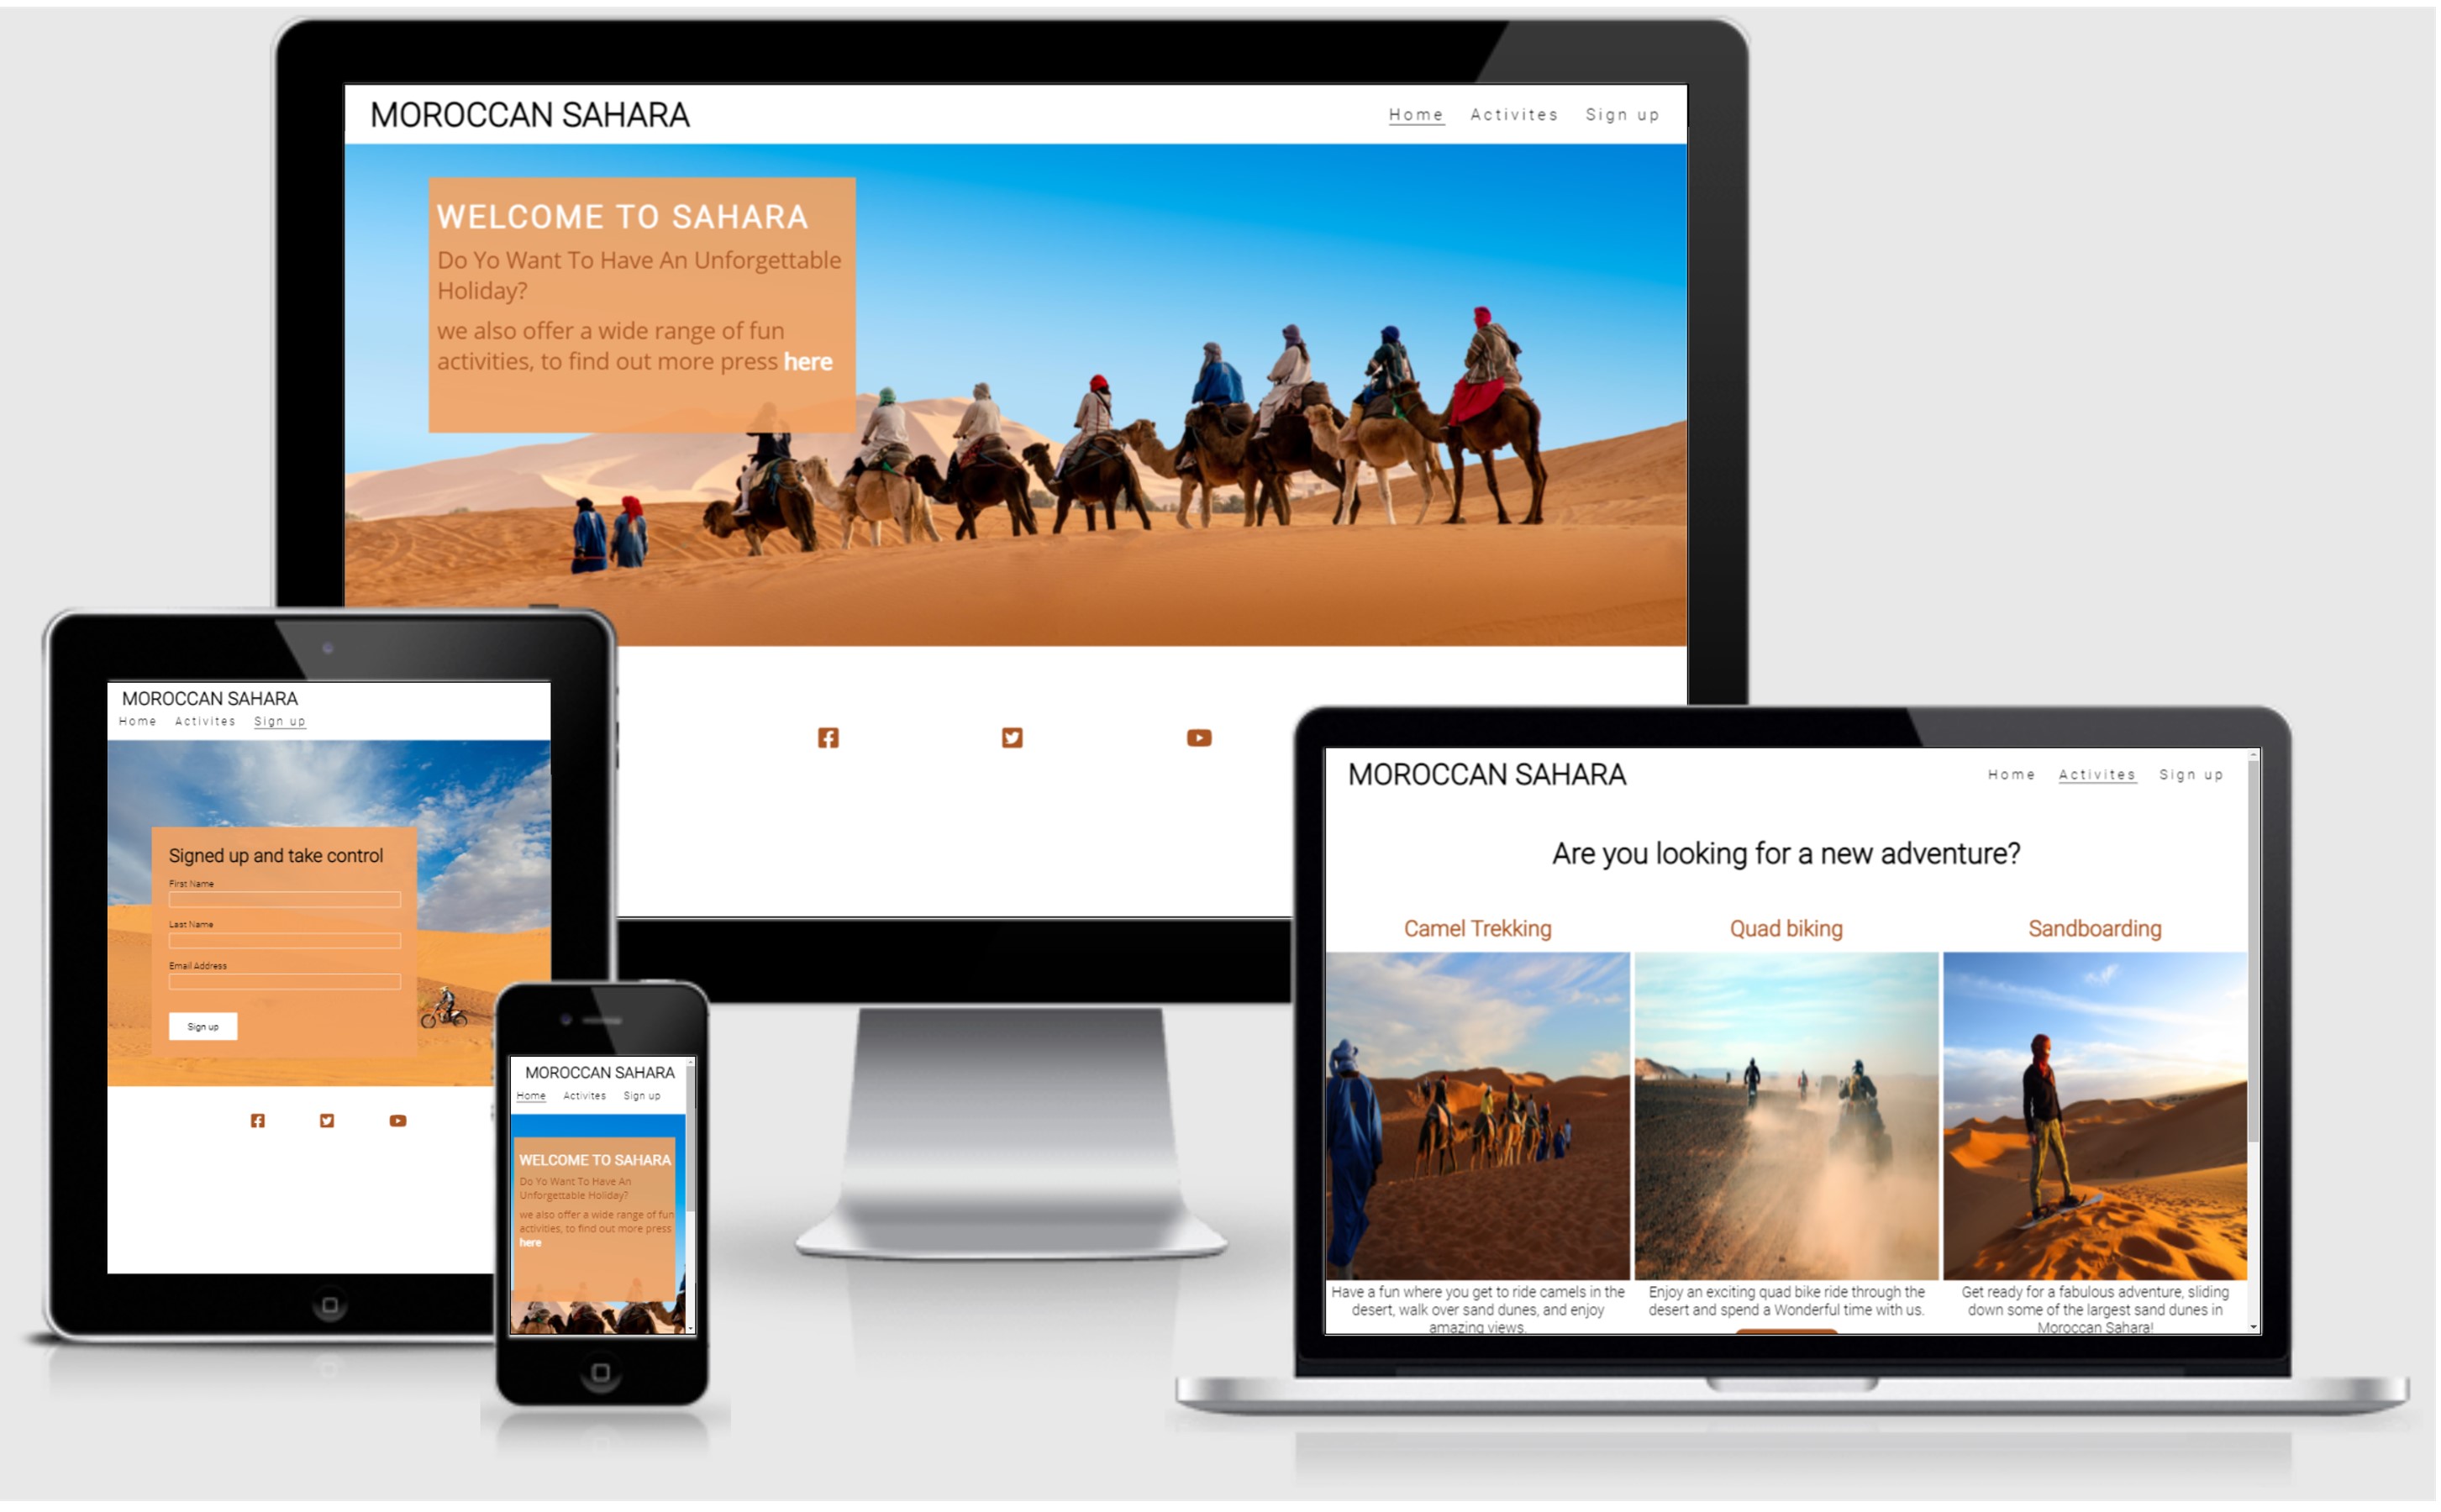 MOROCCAN SAHARA
Home Activites Sign up
WELCOME TO SAHARA
Do Yo Want To Have An Unforgettable
Holiday?
we also offer a wide range of fun
activities, to find out more press here
MOROCCAN SAHARA
Home Activites Sign up
Signed up and take control
First Name
Last Name
Email Address
Sign up
MOROCCAN SAHARA
Home Activites Sign up
WELCOME TO SAHARA
Do Yo Want To Have An
Unforgettable Holiday?
we also offer a wide range of fun
activities, to find out more press
here
MOROCCAN SAHARA
Home Activites Sign up
Are you looking for a new adventure?
Camel Trekking
Quad biking
Sandboarding
Have a fun where you get to ride camels in the
desert, walk over sand dunes, and enjoy
amazing views.
Enjoy an exciting quad bike ride through the
desert and spend a Wonderful time with us.
Get ready for a fabulous adventure, sliding
down some of the largest sand dunes in
Moroccan Sahara!